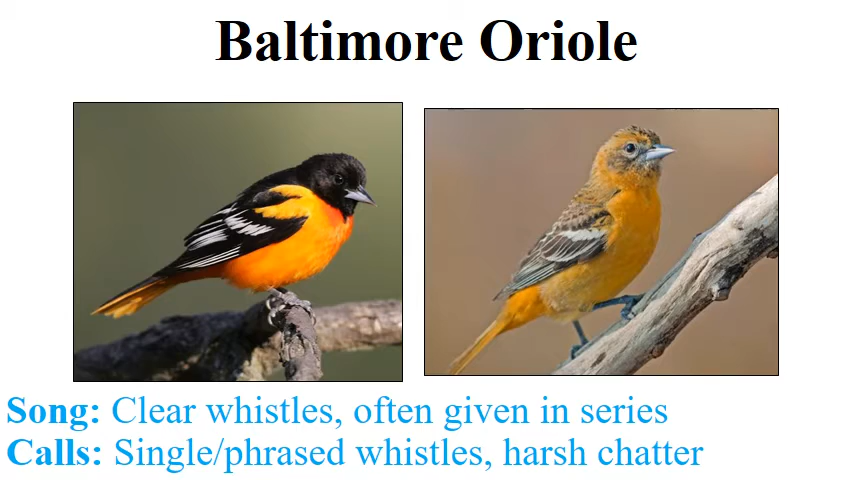 Baltimore Oriole
Song: Clear whistles, often given in series
Calls: Single/phrased whistles, harsh chatter